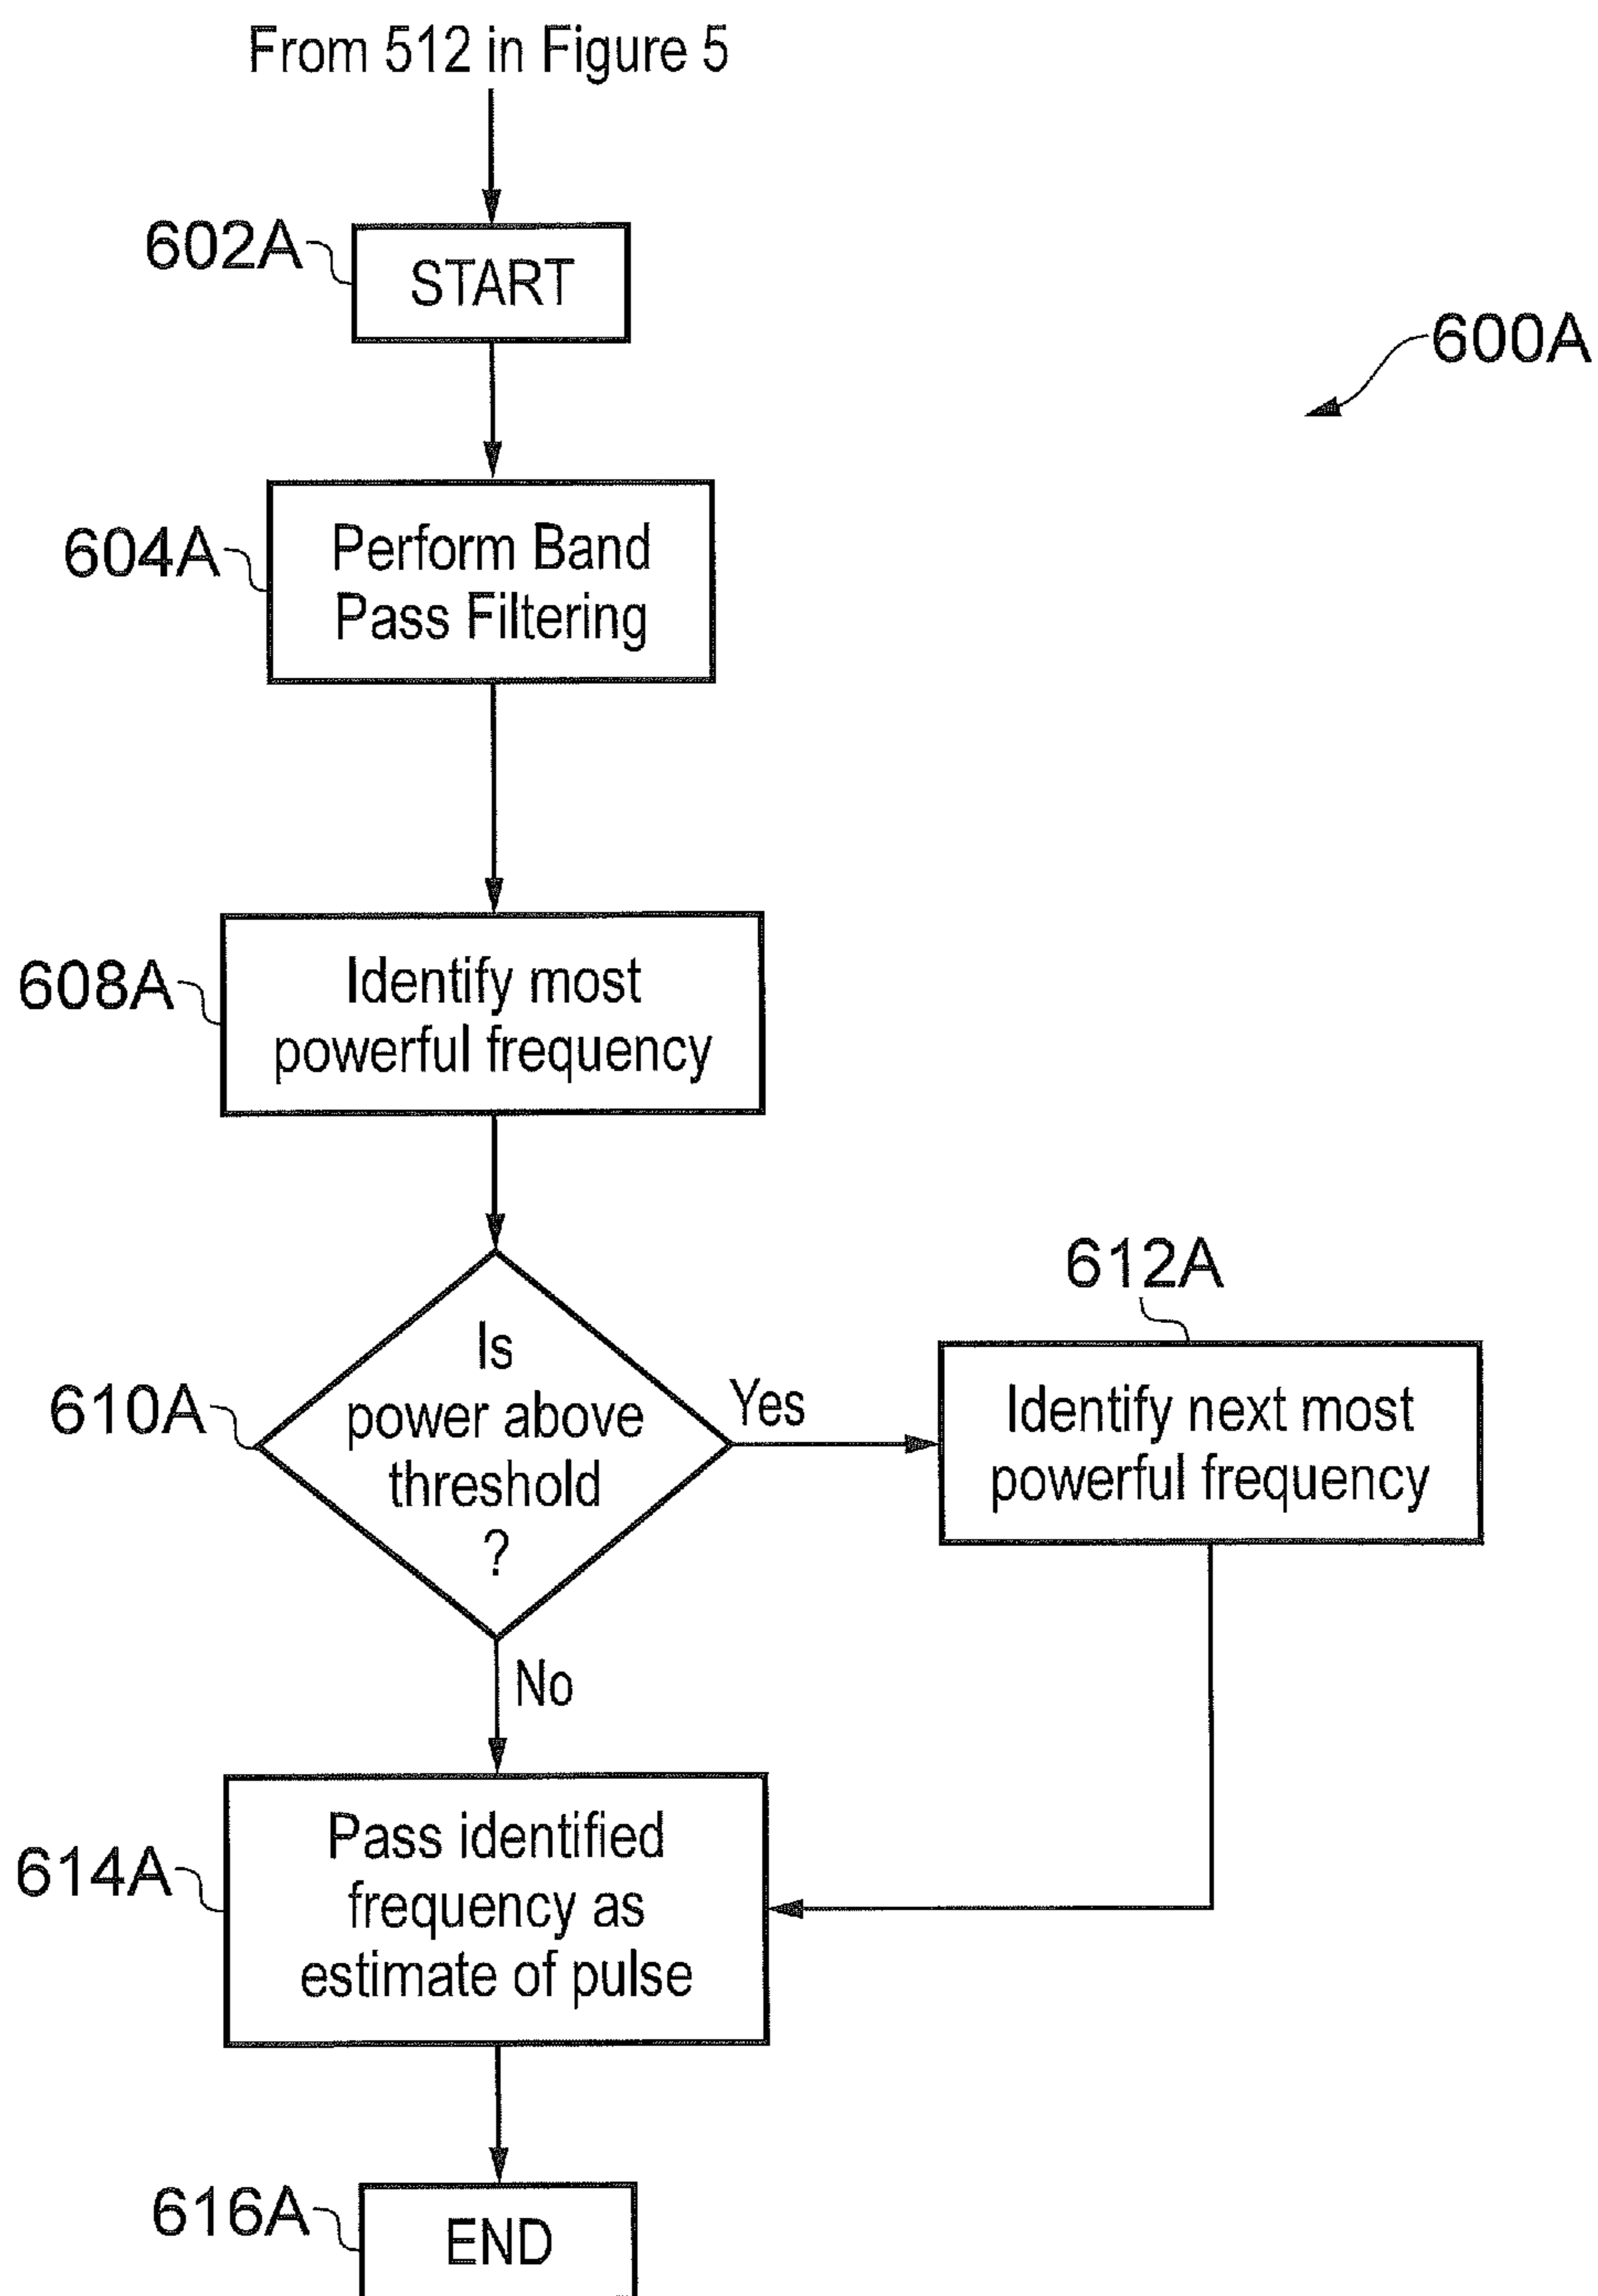 From 512 in Figure 5
602A
START
600A
604A
Perform Band
Pass Filtering
608A
Identify most
powerful frequency
610A
Is
power above
threshold
?
Yes
612A
Identify next most
powerful frequency
No
614A
Pass identified
frequency as
estimate of pulse
616A
END